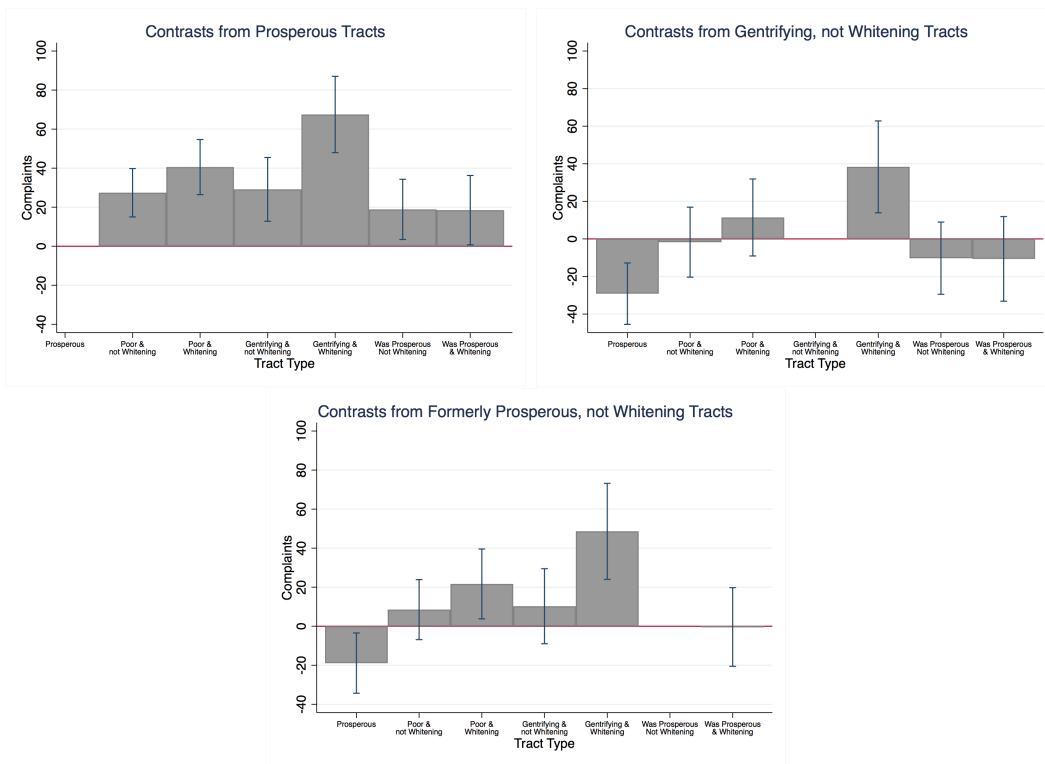 Contrasts from Prosperous Tracts
Complaints
100
80
60
40
20
0
-20
-40
Prosperous
Poor &
not Whitening
Poor &
Whitening
Gentrifying &
not Whitening
Gentrifying &
Whitening
Was Prosperous
Not Whitening
Was Prosperous
& Whitening
Tract Type
Contrasts from Gentrifying, not Whitening Tracts
Complaints
100
80
60
40
20
0
-20
-40
Prosperous
Poor &
not Whitening
Poor &
Whitening
Gentrifying &
not Whitening
Gentrifying &
Whitening
Was Prosperous
Not Whitening
Was Prosperous
& Whitening
Tract Type
Contrasts from Formerly Prosperous, not Whitening Tracts
Complaints
100
80
60
40
20
0
-20
-40
Prosperous
Poor &
not Whitening
Poor &
Whitening
Gentrifying &
not Whitening
Gentrifying &
Whitening
Was Prosperous
Not Whitening
Was Prosperous
& Whitening
Tract Type